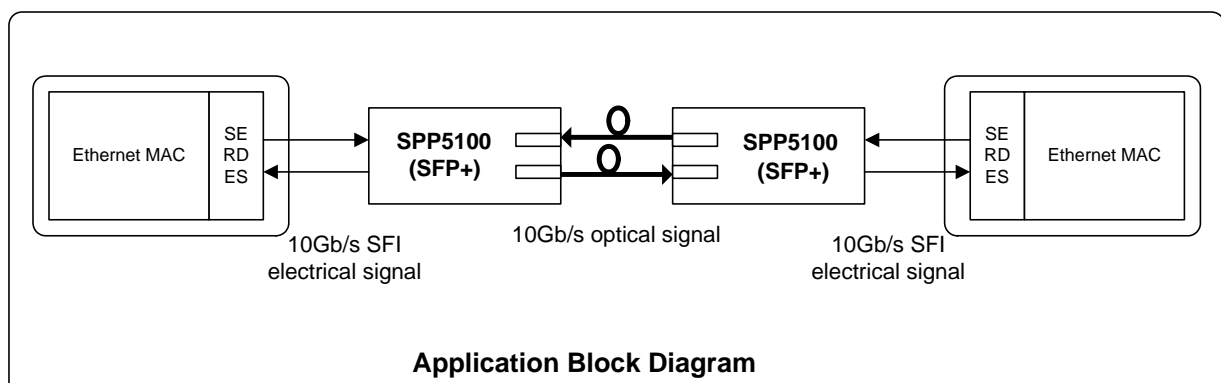 Ethernet MAC
SE
RD
ES
SPP5100
(SFP+)
SPP5100
(SFP+)
SE
RD
ES
Ethernet MAC
10Gb/s SFI
electrical signal
10Gb/s optical signal
10Gb/s SFI
electrical signal
Application Block Diagram